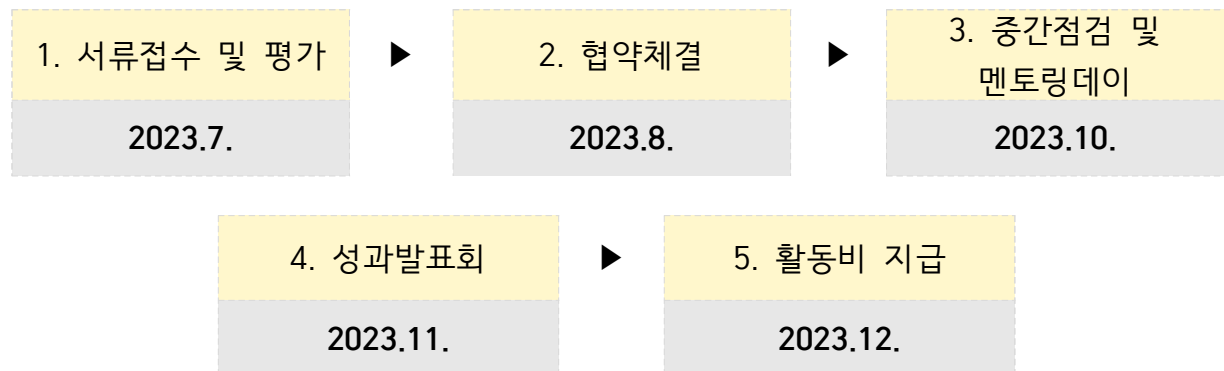 1. 서류접수 및 평가 ▶ 2. 협약체결 ▶ 3. 중간점검 및
멘토링데이
2023.7. 2023.8. 2023.10.
4. 성과발표회 ▶ 5. 활동비 지급
2023.11. 2023.12.